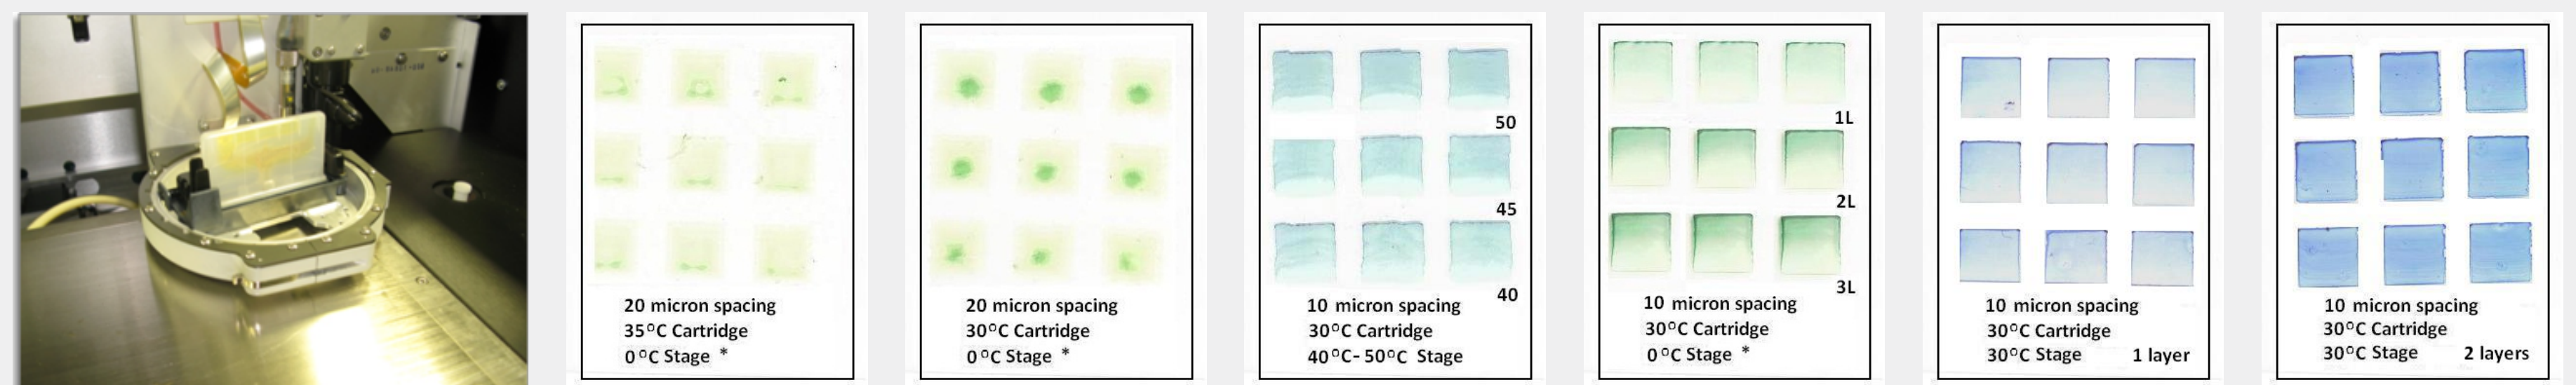 20 micron spacing
35°C Cartridge
0°C Stage *
20 micron spacing
30°C Cartridge
0°C Stage *
50
45
40
10 micron spacing
30°C Cartridge
40°C- 50°C Stage
1L
2L
3L
10 micron spacing
30°C Cartridge
0°C Stage *
10 micron spacing
30°C Cartridge
30°C Stage 1 layer
10 micron spacing
30°C Cartridge
30°C Stage 2 layers